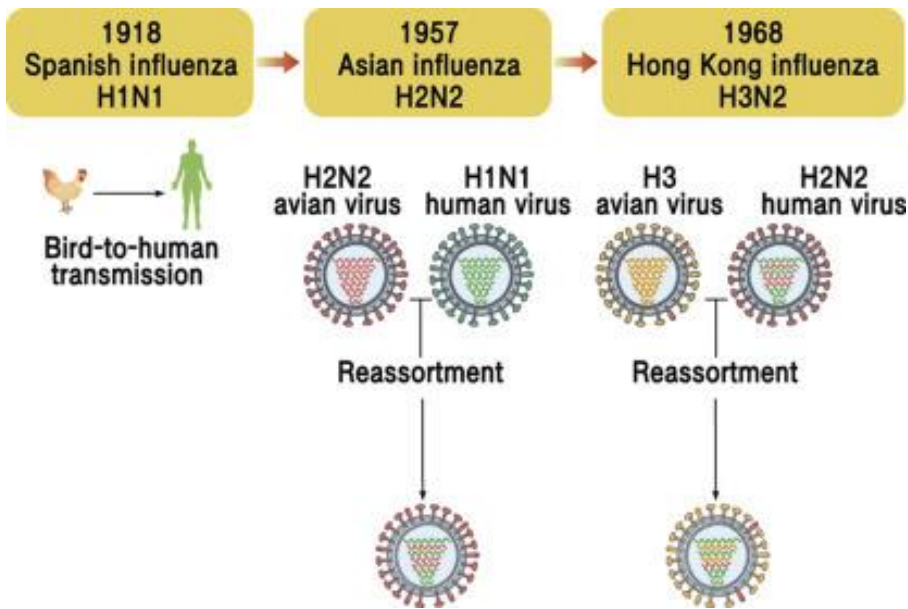 1918
Spanish influenza
H1N1
1957
Asian influenza
H2N2
1968
Hong Kong influenza
H3N2
Bird-to-human
transmission
H2N2
avian virus
H1N1
human virus
Reassortment
H3
avian virus
H2N2
human virus
Reassortment